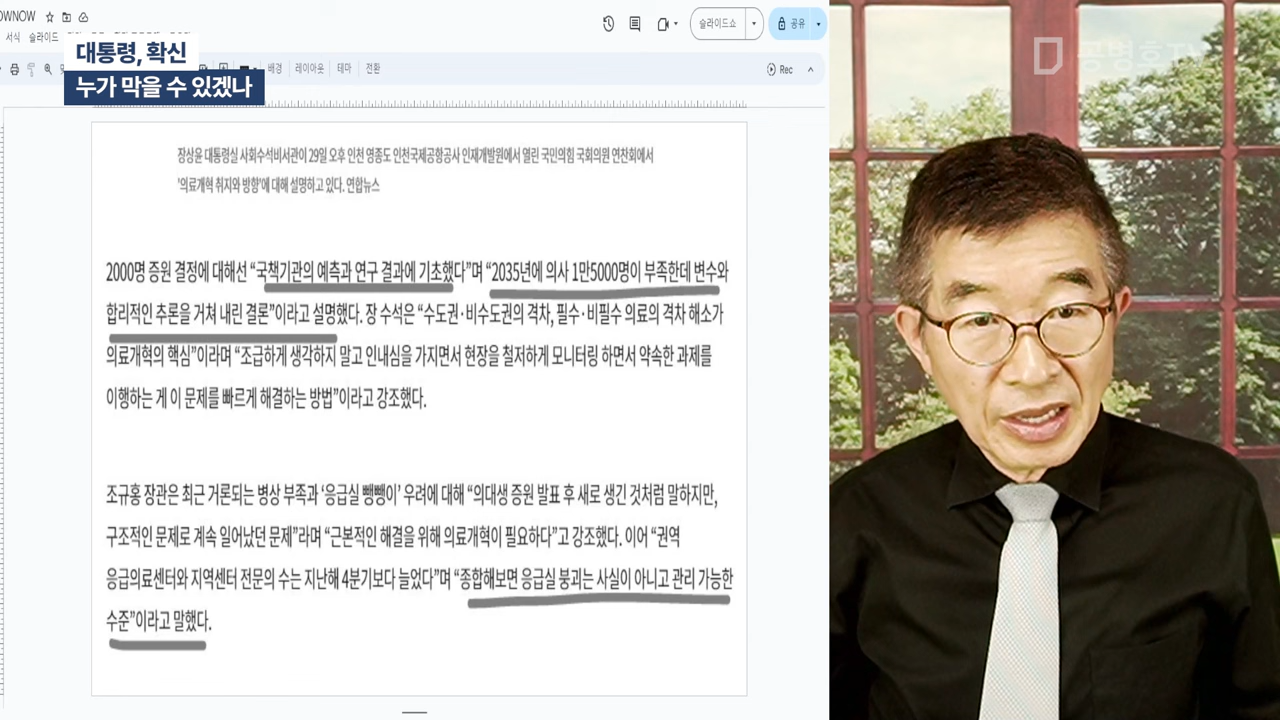 OWNOW
서식 슬라이드
슬라이드쇼
공유
대통령, 확신
누가 막을 수 있겠나
배경 레이아웃 테마 전환
Rec
공병호TV
장상윤 대통령실 사회수석비서관이 29일 오후 인천 영종도 인천국제공항공사 인재개발원에서 열린 국민의힘 국회의원 연찬회에서
'의료개혁 취지와 방향'에 대해 설명하고 있다. 연합뉴스
2000명 증원 결정에 대해선 “국책기관의 예측과 연구 결과에 기초했다”며 “2035년에 의사 1만5000명이 부족한데 변수와
합리적인 추론을 거쳐 내린 결론”이라고 설명했다. 장 수석은 “수도권·비수도권의 격차, 필수·비필수 의료의 격차 해소가
의료개혁의 핵심”이라며 “조급하게 생각하지 말고 인내심을 가지면서 현장을 철저하게 모니터링 하면서 약속한 과제를
이행하는 게 이 문제를 빠르게 해결하는 방법”이라고 강조했다.
조규홍 장관은 최근 거론되는 병상 부족과 ‘응급실 뺑뺑이’ 우려에 대해 “의대생 증원 발표 후 새로 생긴 것처럼 말하지만,
구조적인 문제로 계속 일어났던 문제”라며 “근본적인 해결을 위해 의료개혁이 필요하다”고 강조했다. 이어 “권역
응급의료센터와 지역센터 전문의 수는 지난해 4분기보다 늘었다”며 “종합해보면 응급실 붕괴는 사실이 아니고 관리 가능한
수준”이라고 말했다.